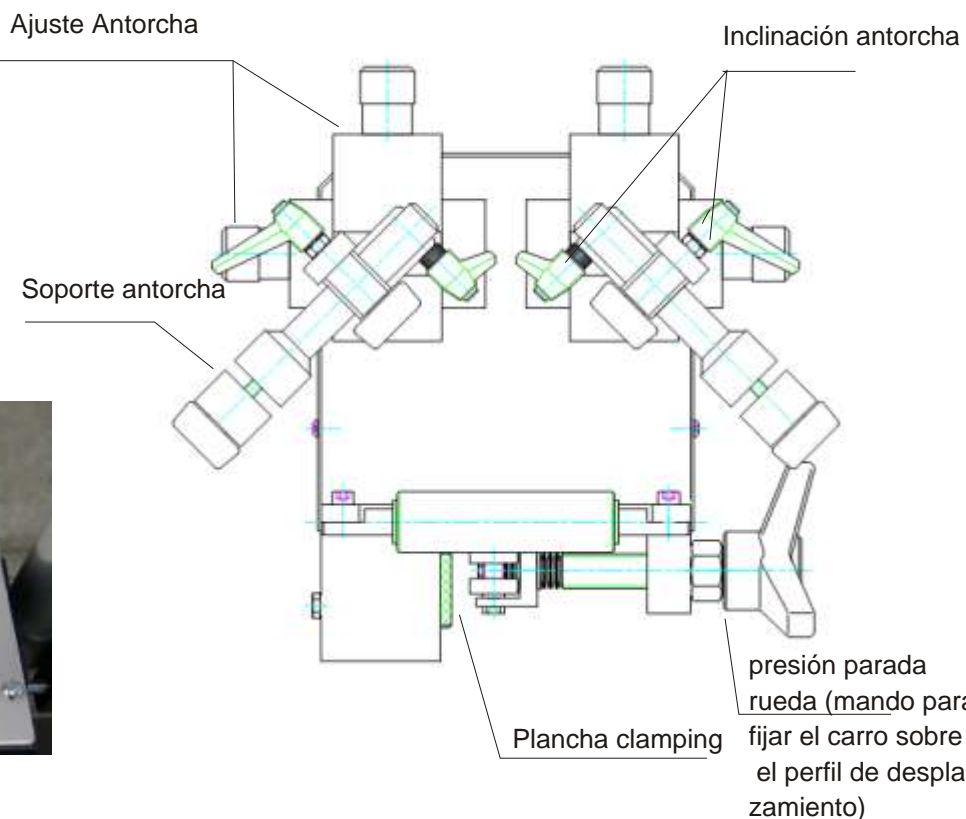 Ajuste Antorcha
Inclinación antorcha
Soporte antorcha
Plancha clamping
presión parada
rueda (mando para
fijar el carro sobre
el perfil de despla
zamiento)